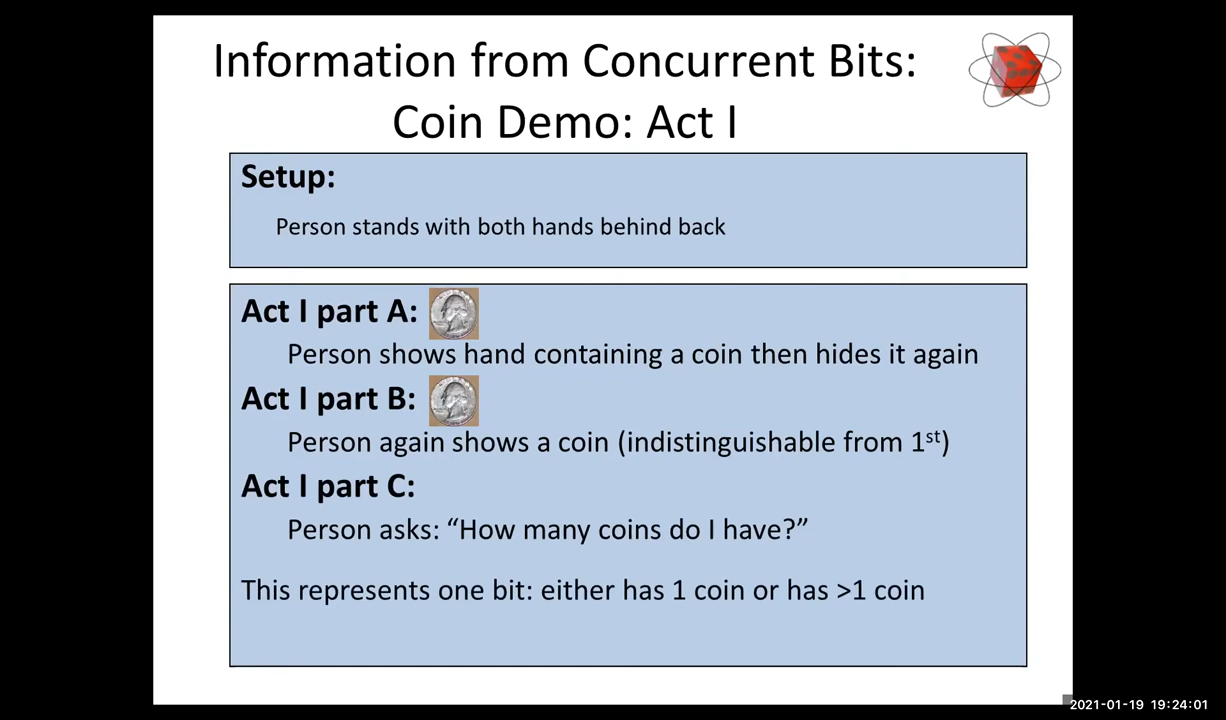 Information from Concurrent Bits:
Coin Demo: Act I
Setup:
Person stands with both hands behind back
Act I part A:
Person shows hand containing a coin then hides it again
Act I part B:
Person again shows a coin (indistinguishable from 1st)
Act I part C:
Person asks: “How many coins do I have?”
This represents one bit: either has 1 coin or has >1 coin
2021-01-19 19:24:01